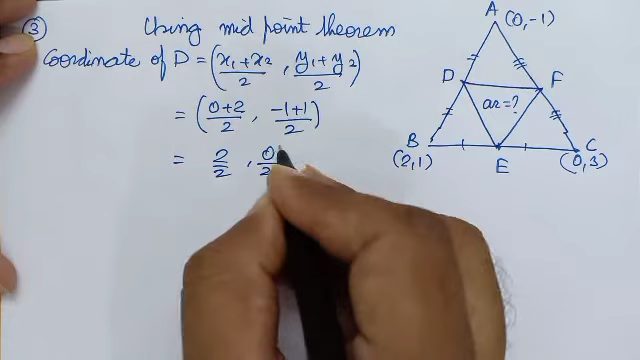 ③ Using mid point theorem
Coordinate of D = (x₁+x₂/2 , y₁+y₂/2)
= (0+2/2 , -1+1/2)
= 2/2 , 0/2
A (0,-1)
D F
ar=?
B C
(2,1) E (0,3)